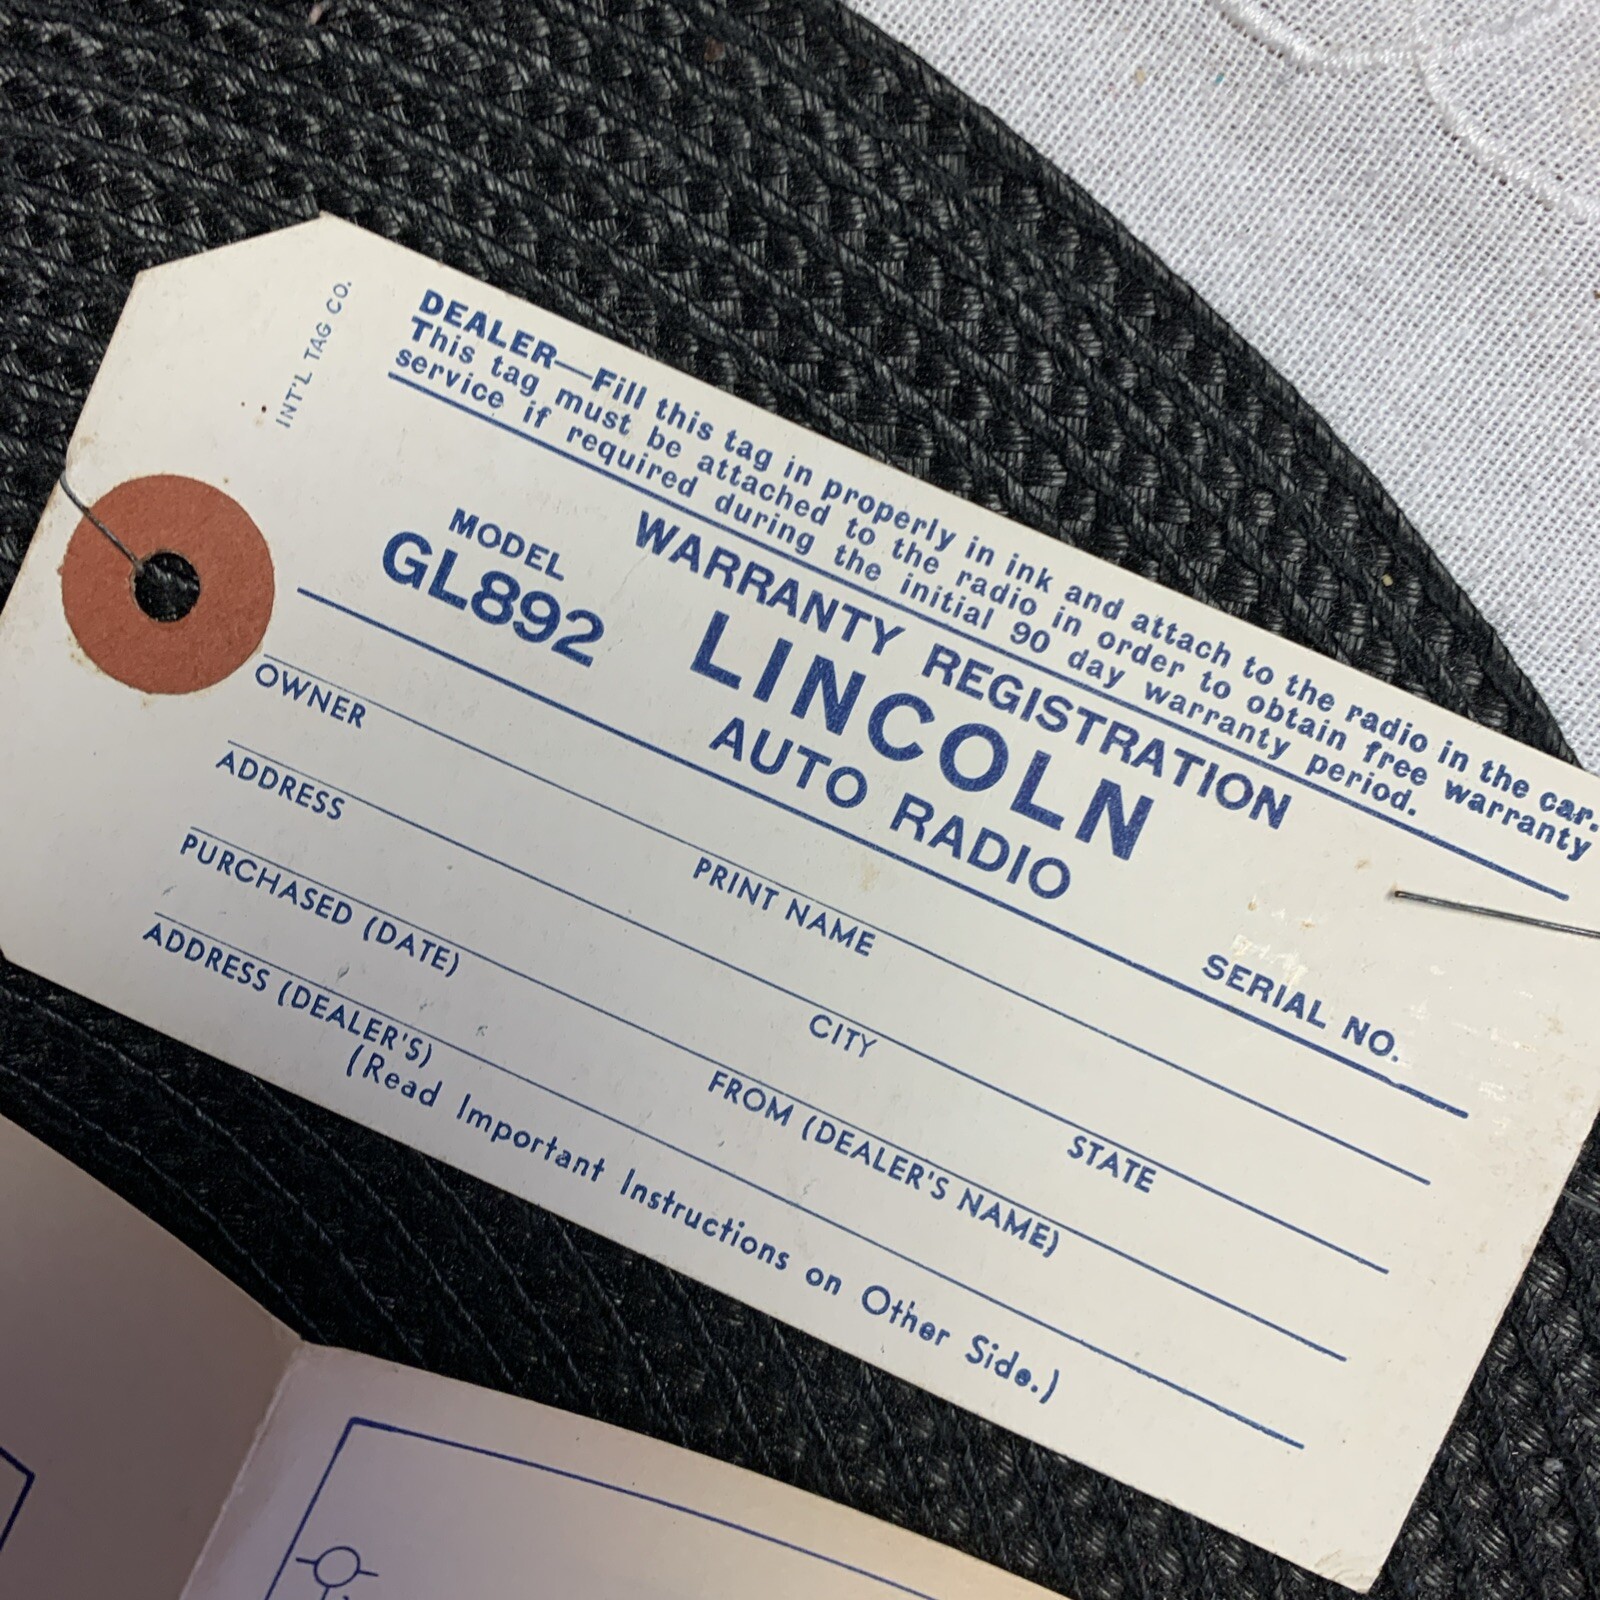 INT'L TAG CO.
DEALER—Fill this tag in properly in ink and attach to the radio in the car.
This tag must be attached to the radio in order to obtain free warranty
service if required during the initial 90 day warranty period.
WARRANTY REGISTRATION
MODEL
GL892
LINCOLN
AUTO RADIO
SERIAL NO.
OWNER PRINT NAME
ADDRESS CITY STATE
PURCHASED (DATE) FROM (DEALER'S NAME)
ADDRESS (DEALER'S)
(Read Important Instructions on Other Side.)